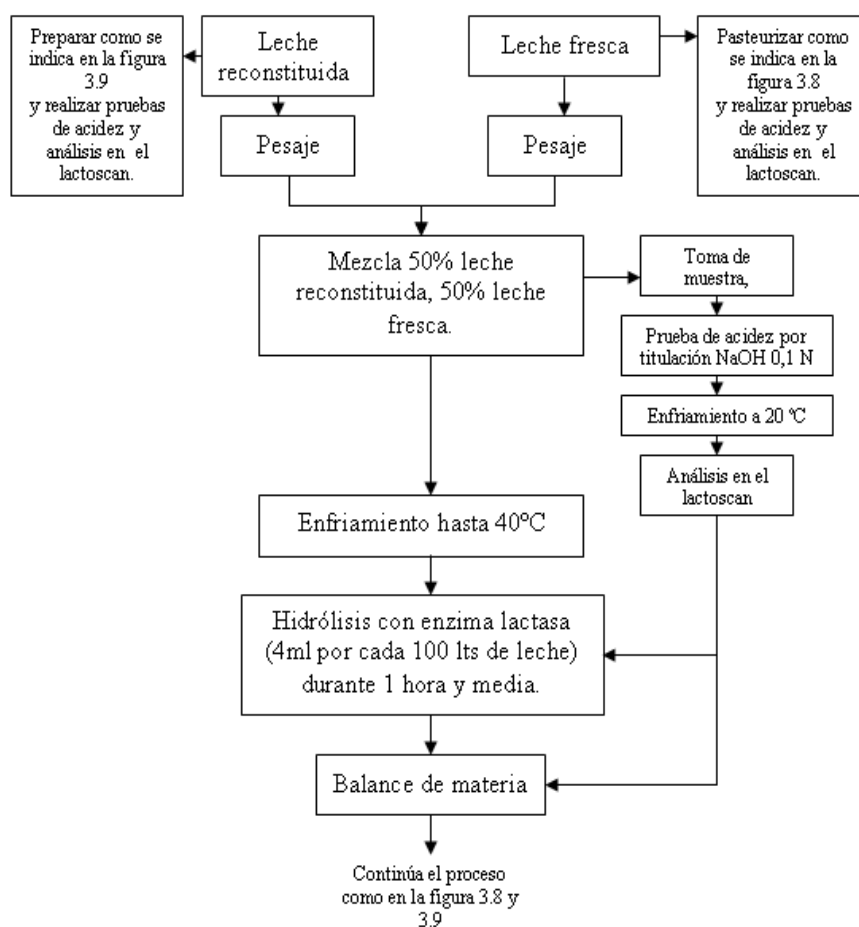 Preparar como se
indica en la figura
3.9
y realizar pruebas
de acidez y
análisis en el
lactoscan.
Leche
reconstituida
Leche fresca
Pasteurizar como
se indica en la
figura 3.8
y realizar pruebas
de acidez y
análisis en el
lactoscan.
Pesaje
Pesaje
Mezcla 50% leche
reconstituida, 50% leche
fresca.
Toma de
muestra,
Prueba de acidez por
titulación NaOH 0,1 N
Enfriamiento a 20 ºC
Análisis en el
lactoscan
Enfriamiento hasta 40ºC
Hidrólisis con enzima lactasa
(4ml por cada 100 lts de leche)
durante 1 hora y media.
Balance de materia
Continúa el proceso
como en la figura 3.8 y
3.9